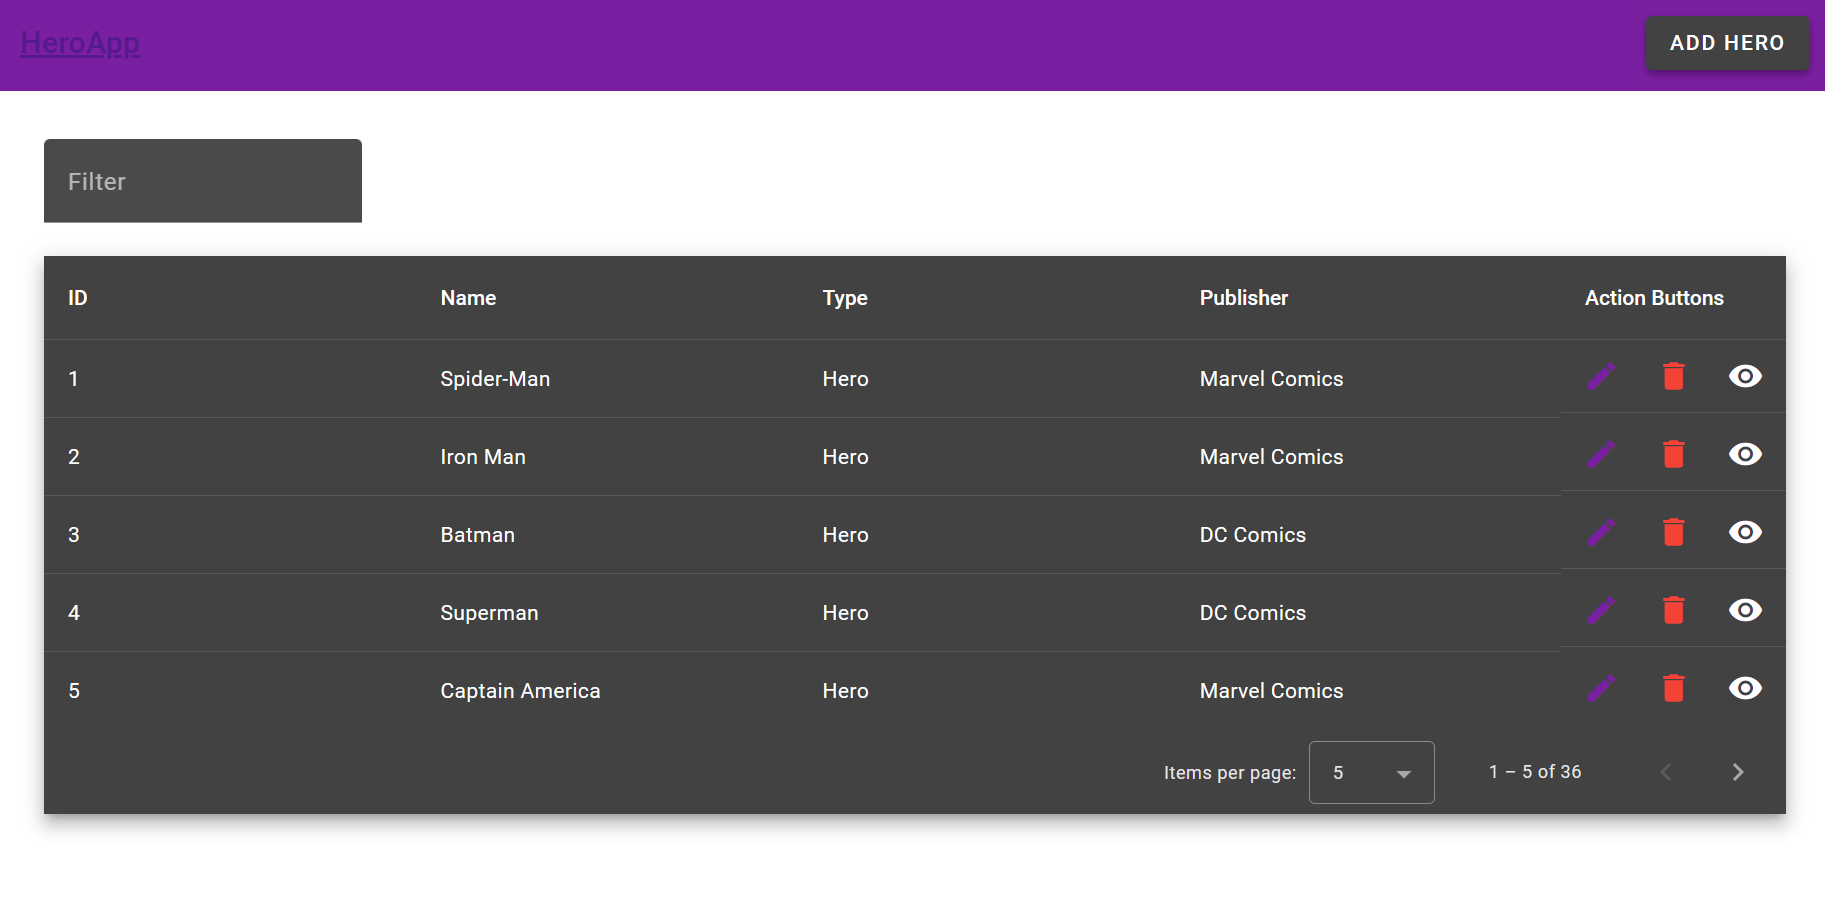 HeroApp
ADD HERO
Filter
ID Name Type Publisher Action Buttons
1 Spider-Man Hero Marvel Comics
2 Iron Man Hero Marvel Comics
3 Batman Hero DC Comics
4 Superman Hero DC Comics
5 Captain America Hero Marvel Comics
Items per page: 5 1 – 5 of 36